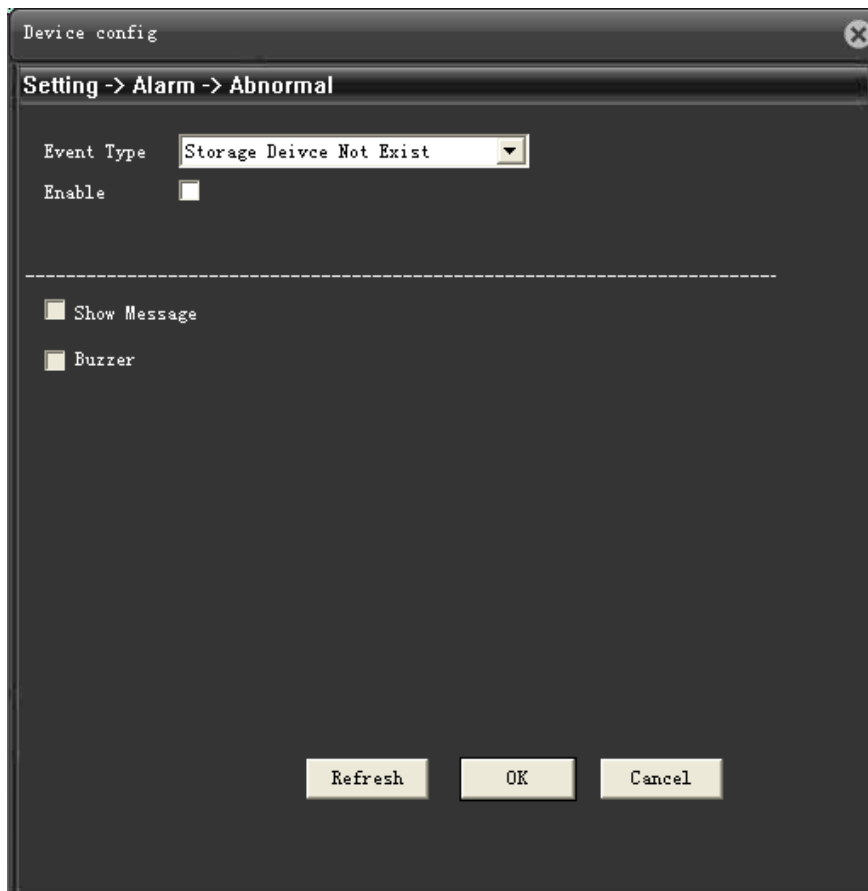 Device config
Setting -> Alarm -> Abnormal
Event Type Storage Deivce Not Exist
Enable
Show Message
Buzzer
Refresh OK Cancel